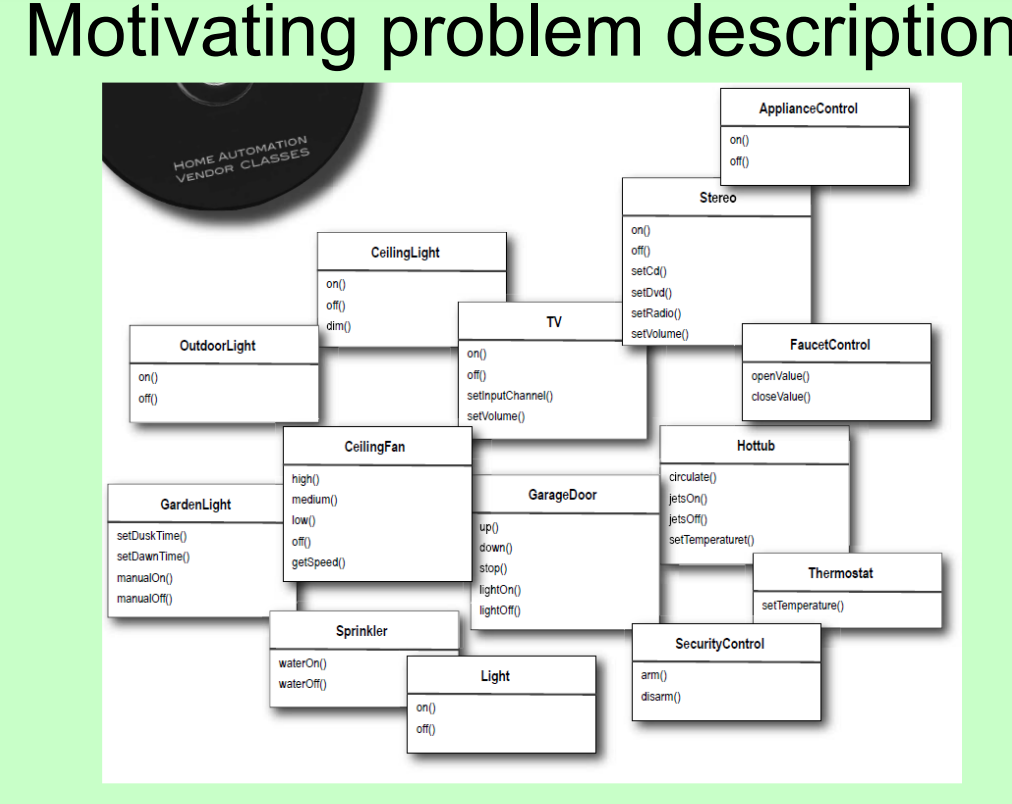 Motivating problem description
HOME AUTOMATION
VENDOR CLASSES
ApplianceControl
on()
off()
Stereo
on()
off()
setCd()
setDvd()
setRadio()
setVolume()
CeilingLight
on()
off()
dim()
TV
on()
off()
setInputChannel()
setVolume()
OutdoorLight
on()
off()
FaucetControl
openValue()
closeValue()
CeilingFan
high()
medium()
low()
off()
getSpeed()
Hottub
circulate()
jetsOn()
jetsOff()
setTemperaturet()
GardenLight
setDuskTime()
setDawnTime()
manualOn()
manualOff()
GarageDoor
up()
down()
stop()
lightOn()
lightOff()
Thermostat
setTemperature()
Sprinkler
waterOn()
waterOff()
SecurityControl
arm()
disarm()
Light
on()
off()